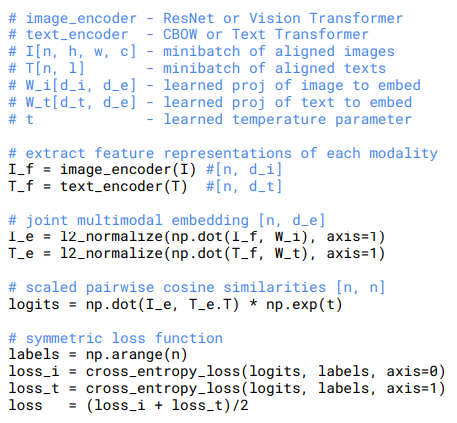 # image_encoder - ResNet or Vision Transformer
# text_encoder  - CBOW or Text Transformer
# I[n, h, w, c] - minibatch of aligned images
# T[n, l]       - minibatch of aligned texts
# W_i[d_i, d_e] - learned proj of image to embed
# W_t[d_t, d_e] - learned proj of text to embed
# t             - learned temperature parameter
# extract feature representations of each modality
I_f = image_encoder(I) #[n, d_i]
T_f = text_encoder(T)  #[n, d_t]
# joint multimodal embedding [n, d_e]
I_e = l2_normalize(np.dot(I_f, W_i), axis=1)
T_e = l2_normalize(np.dot(T_f, W_t), axis=1)
# scaled pairwise cosine similarities [n, n]
logits = np.dot(I_e, T_e.T) * np.exp(t)
# symmetric loss function
labels = np.arange(n)
loss_i = cross_entropy_loss(logits, labels, axis=0)
loss_t = cross_entropy_loss(logits, labels, axis=1)
loss   = (loss_i + loss_t)/2